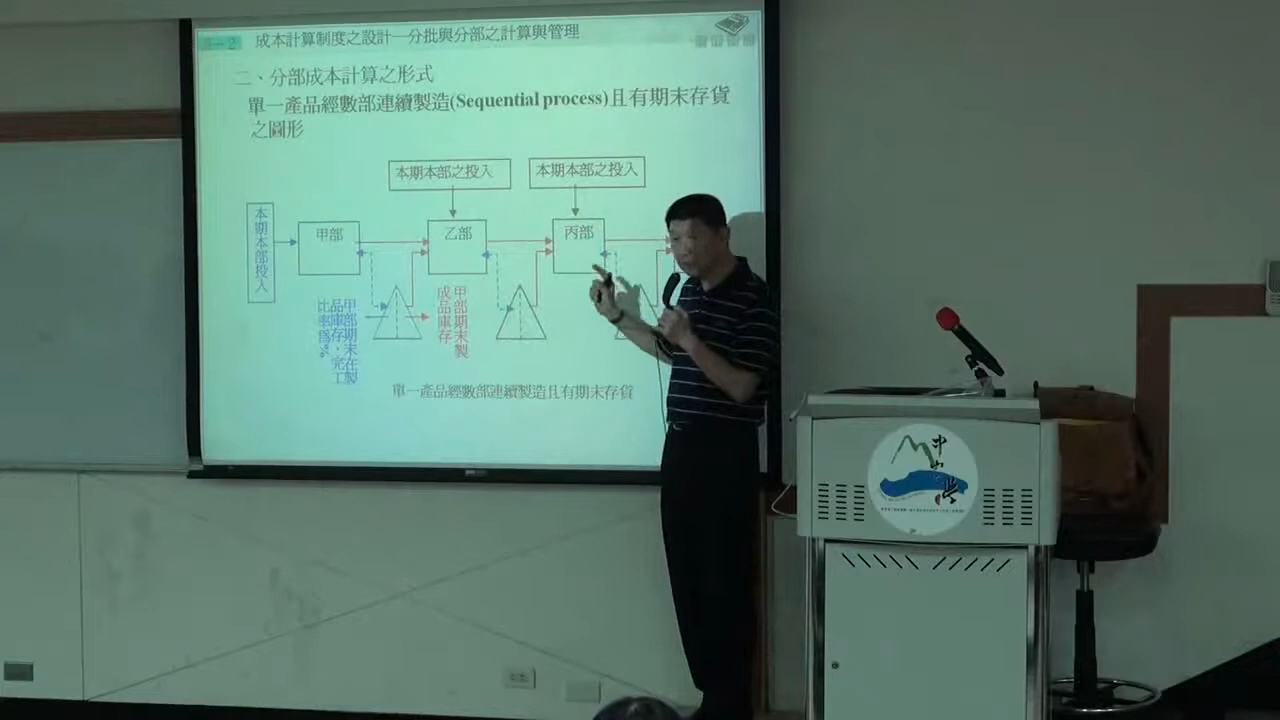 成本計算制度之設計—分批與分部之計算與管理
二、分部成本計算之形式
單一產品經數部連續製造(Sequential process)且有期末存貨
之圖形
本期本部之投入
本期本部之投入
本期本部投入
甲部
乙部
丙部
甲部期末在製
品庫存,完工
比率為%
甲部期末製
成品庫存
單一產品經數部連續製造且有期末存貨
中山